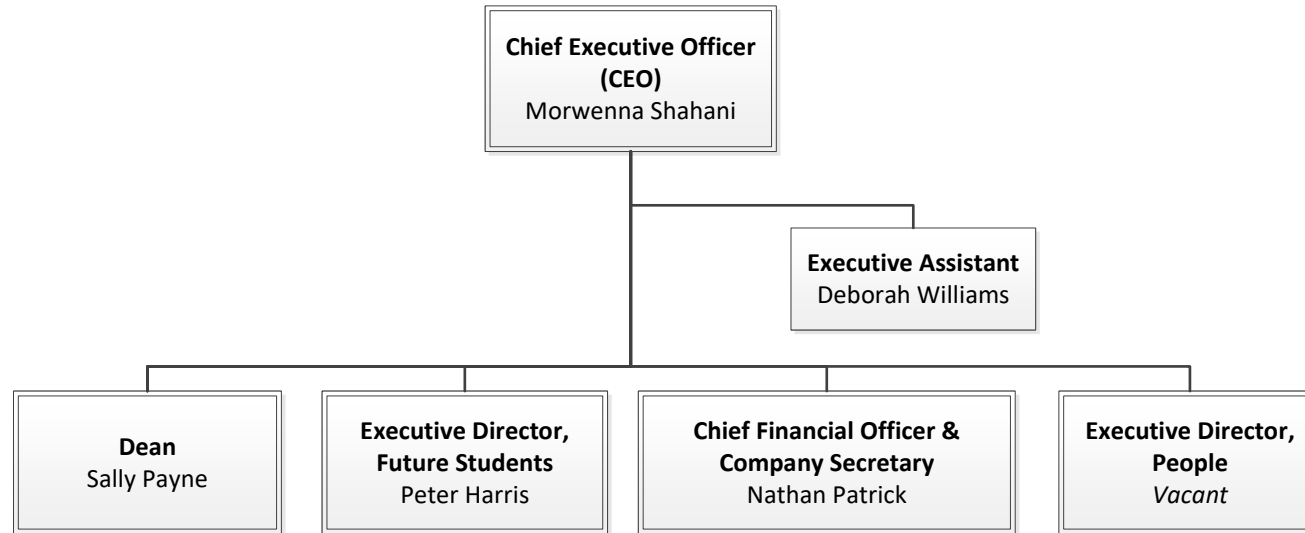 Chief Executive Officer
(CEO)
Morwenna Shahani
Executive Assistant
Deborah Williams
Dean
Sally Payne
Executive Director,
Future Students
Peter Harris
Chief Financial Officer &
Company Secretary
Nathan Patrick
Executive Director,
People
Vacant